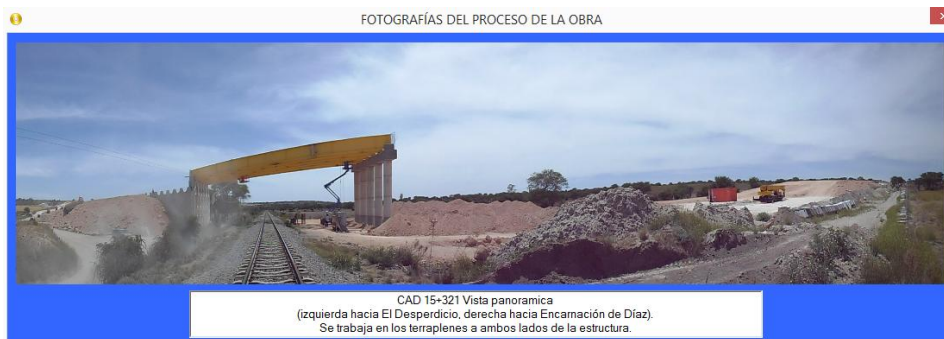 FOTOGRAFÍAS DEL PROCESO DE LA OBRA
CAD 15+321 Vista panoramica
(izquierda hacia El Desperdicio, derecha hacia Encarnación de Díaz).
Se trabaja en los terraplenes a ambos lados de la estructura.